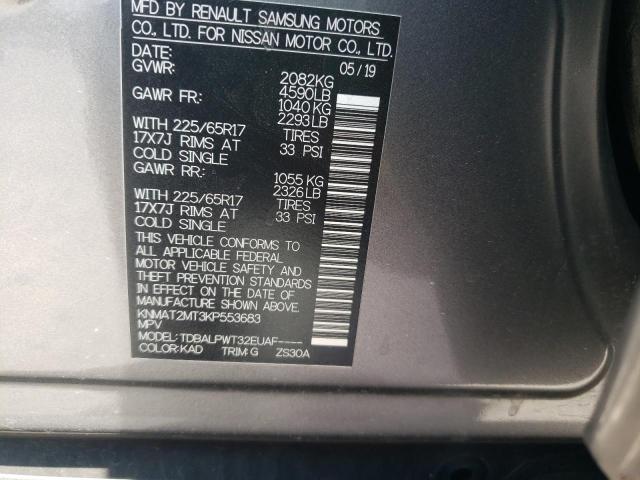 MFD BY RENAULT SAMSUNG MOTORS
CO., LTD. FOR NISSAN MOTOR CO., LTD.
DATE: 05/19
GVWR: 2082KG
4590LB
GAWR FR: 1040 KG
2293LB
WITH 225/65R17 TIRES
17X7J RIMS AT 33 PSI
COLD SINGLE
GAWR RR: 1055 KG
2326LB
WITH 225/65R17 TIRES
17X7J RIMS AT 33 PSI
COLD SINGLE
THIS VEHICLE CONFORMS TO
ALL APPLICABLE FEDERAL
MOTOR VEHICLE SAFETY AND
THEFT PREVENTION STANDARDS
IN EFFECT ON THE DATE OF
MANUFACTURE SHOWN ABOVE.
KNMAT2MT3KP553683
MPV
MODEL: TDBALPWT32EUAF----
COLOR: KAD TRIM: G ZS30A